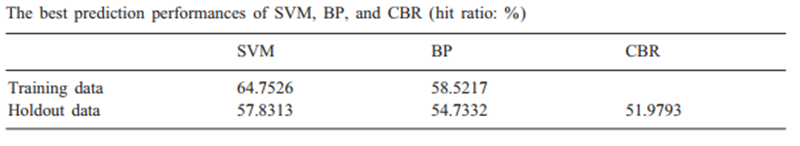 The best prediction performances of SVM, BP, and CBR (hit ratio: %)
SVM BP CBR
Training data 64.7526 58.5217
Holdout data 57.8313 54.7332 51.9793